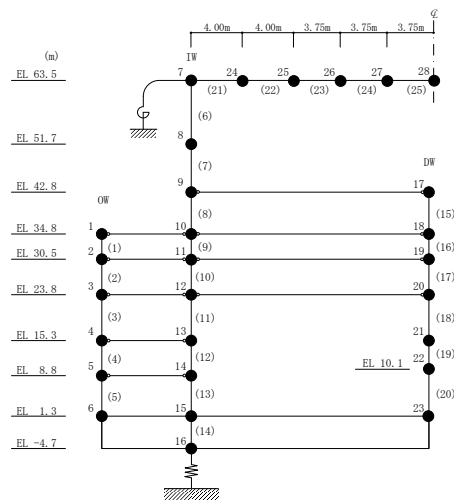 ℄
4.00m 4.00m 3.75m 3.75m 3.75m
(m) IW
EL 63.5 7 24 25 26 27 28
(21) (22) (23) (24) (25)
(6)
EL 51.7 8
(7)
DW
EL 42.8 9 17
OW (8) (15)
EL 34.8 1 10 18
(1) (9) (16)
EL 30.5 2 11 19
(2) (10) (17)
EL 23.8 3 12 20
(3) (11) (18)
EL 15.3 4 13 21
(4) (12) (19)
EL 10.1 22
EL 8.8 5 14
(5) (13) (20)
EL 1.3 6 15 23
(14)
EL -4.7 16